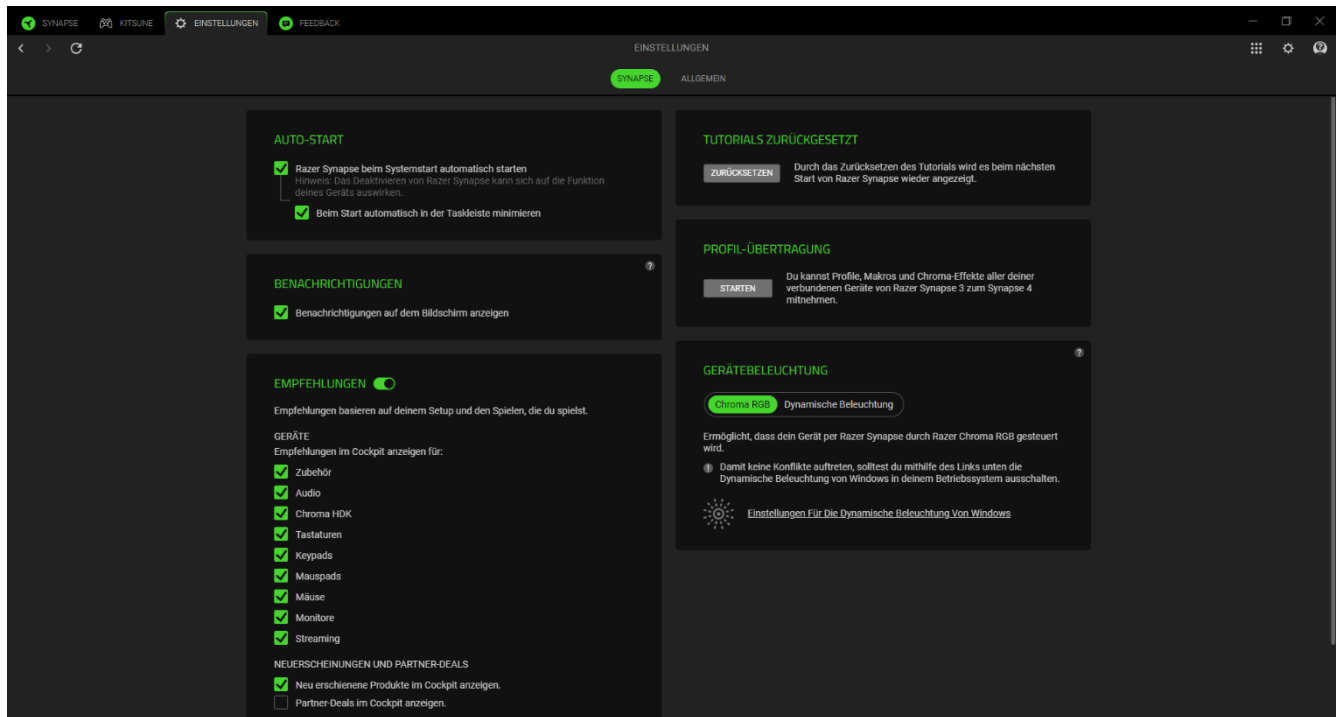 SYNAPSE
KITSUNE
EINSTELLUNGEN
FEEDBACK
EINSTELLUNGEN
SYNAPSE
ALLGEMEIN
AUTO-START
Razer Synapse beim Systemstart automatisch starten
Hinweis: Das Deaktivieren von Razer Synapse kann sich auf die Funktion
deines Geräts auswirken.
Beim Start automatisch in der Taskleiste minimieren
BENACHRICHTIGUNGEN
?
Benachrichtigungen auf dem Bildschirm anzeigen
EMPFEHLUNGEN
Empfehlungen basieren auf deinem Setup und den Spielen, die du spielst.
GERÄTE
Empfehlungen im Cockpit anzeigen für:
Zubehör
Audio
Chroma HDK
Tastaturen
Keypads
Mauspads
Mäuse
Monitore
Streaming
NEUERSCHEINUNGEN UND PARTNER-DEALS
Neu erschienene Produkte im Cockpit anzeigen.
Partner-Deals im Cockpit anzeigen.
TUTORIALS ZURÜCKGESETZT
ZURÜCKSETZEN
Durch das Zurücksetzen des Tutorials wird es beim nächsten
Start von Razer Synapse wieder angezeigt.
PROFIL-ÜBERTRAGUNG
STARTEN
Du kannst Profile, Makros und Chroma-Effekte aller deiner
verbundenen Geräte von Razer Synapse 3 zum Synapse 4
mitnehmen.
?
GERÄTEBELEUCHTUNG
Chroma RGB
Dynamische Beleuchtung
Ermöglicht, dass dein Gerät per Razer Synapse durch Razer Chroma RGB gesteuert
wird.
Damit keine Konflikte auftreten, solltest du mithilfe des Links unten die
Dynamische Beleuchtung von Windows in deinem Betriebssystem ausschalten.
Einstellungen Für Die Dynamische Beleuchtung Von Windows